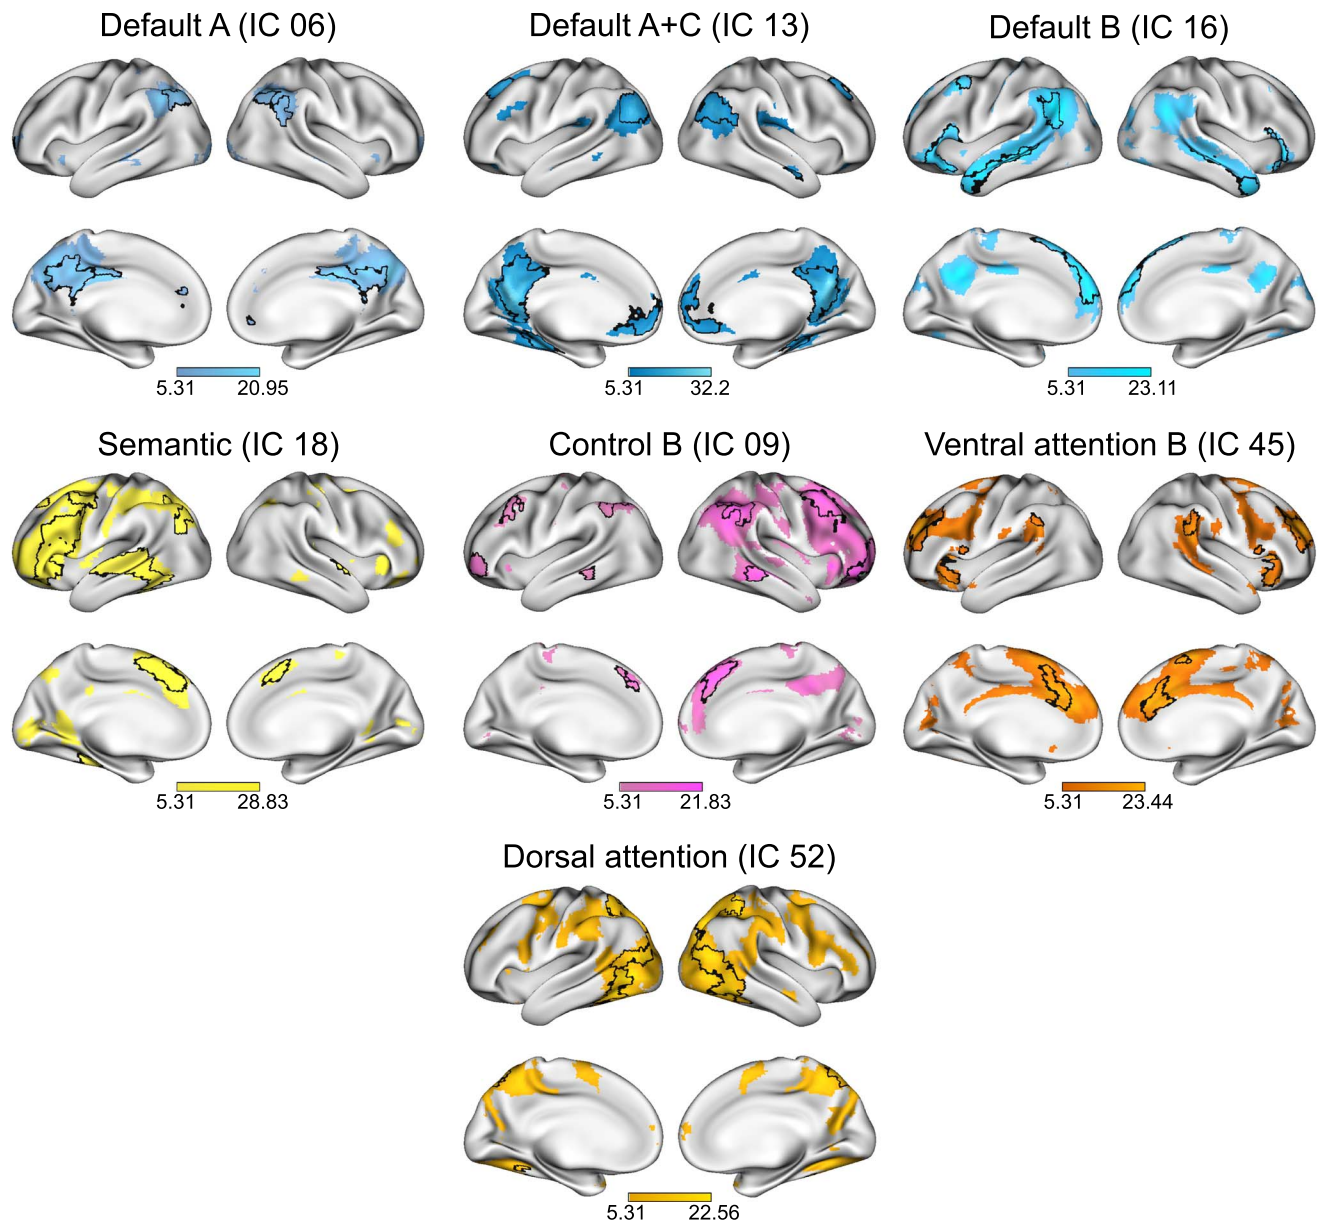 Default A (IC 06)
Default A+C (IC 13)
Default B (IC 16)
5.31 20.95
5.31 32.2
5.31 23.11
Semantic (IC 18)
Control B (IC 09)
Ventral attention B (IC 45)
5.31 28.83
5.31 21.83
5.31 23.44
Dorsal attention (IC 52)
5.31 22.56